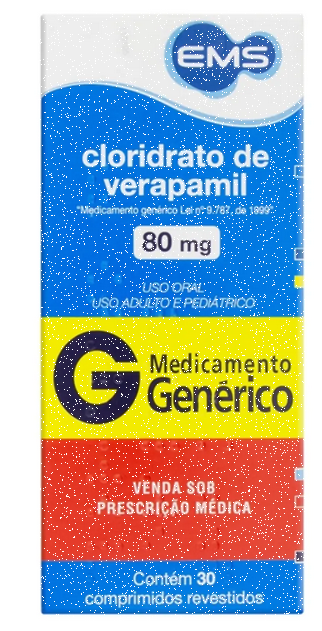 EMS
cloridrato de
verapamil
"Medicamento genérico Lei nº 9.787, de 1999"
80 mg
USO ORAL
USO ADULTO E PEDIÁTRICO
G Medicamento
Genérico
VENDA SOB
PRESCRIÇÃO MÉDICA
Contém 30
comprimidos revestidos